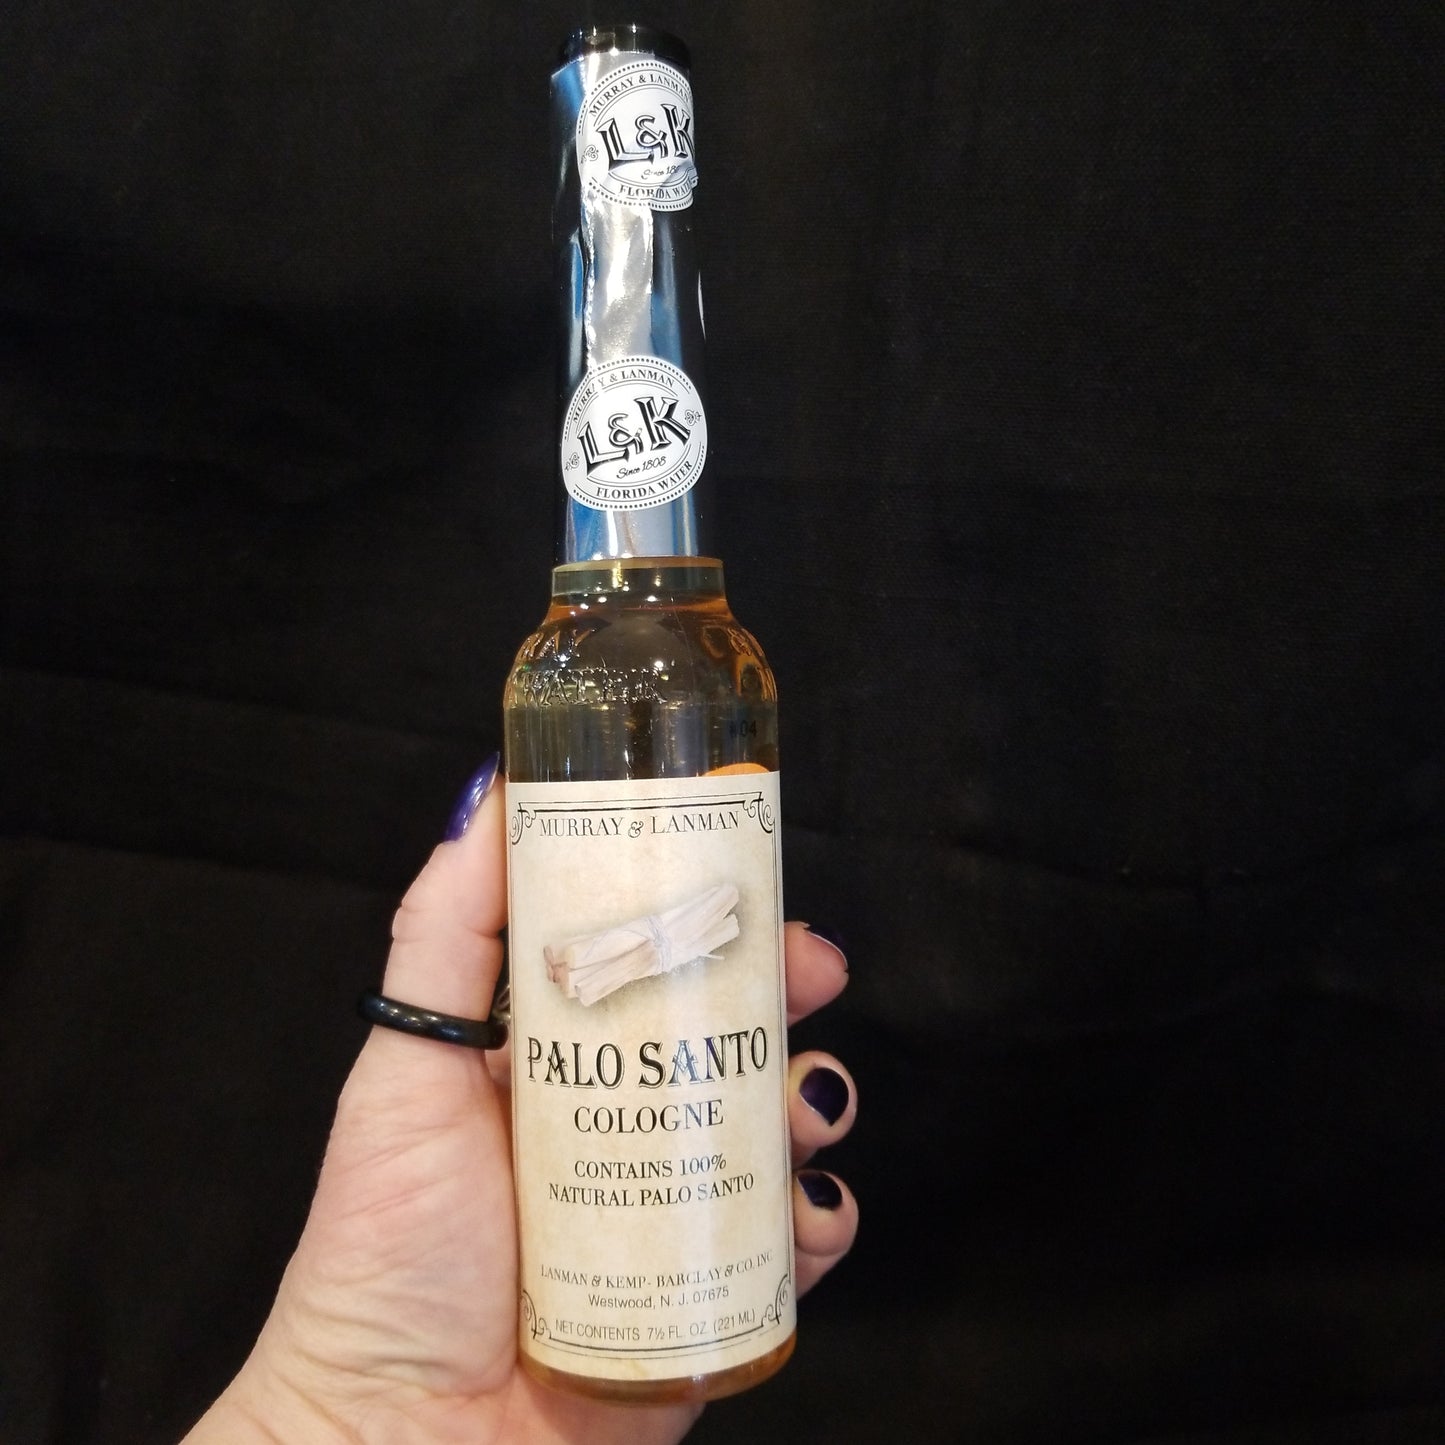 MURRAY & LANMAN
L&K
FLORIDA WATER
MURRAY & LANMAN
L&K
Since 1808
FLORIDA WATER
WATER
MURRAY & LANMAN
PALO SANTO
COLOGNE
CONTAINS 100%
NATURAL PALO SANTO
LANMAN & KEMP- BARCLAY & CO. INC
Westwood, N. J. 07675
NET CONTENTS 7½ FL. OZ. (221 ML)